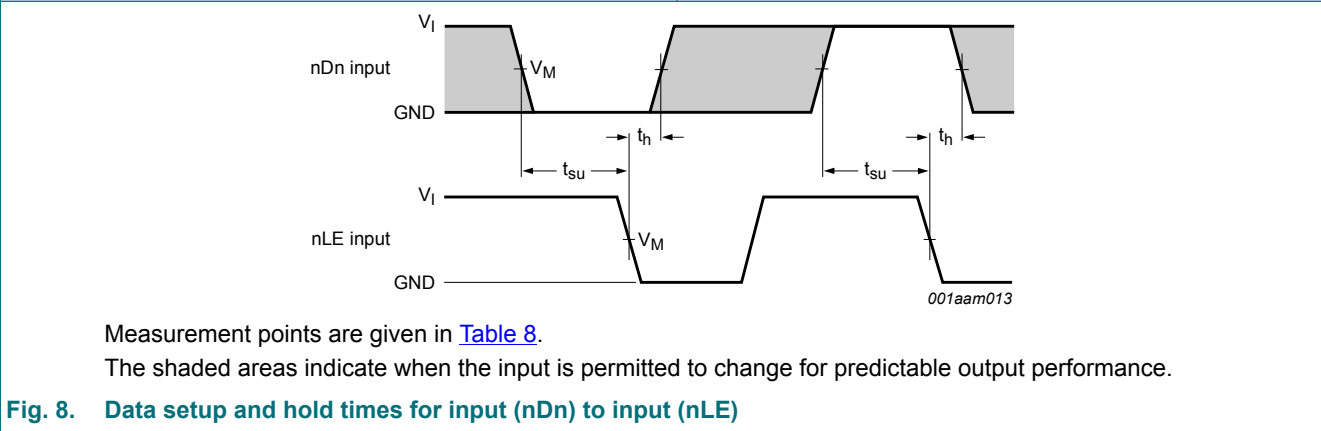 V_I
nDn input
V_M
GND
t_h
t_h
t_su
t_su
V_I
nLE input
V_M
GND
001aam013
Measurement points are given in Table 8.
The shaded areas indicate when the input is permitted to change for predictable output performance.
Fig. 8. Data setup and hold times for input (nDn) to input (nLE)